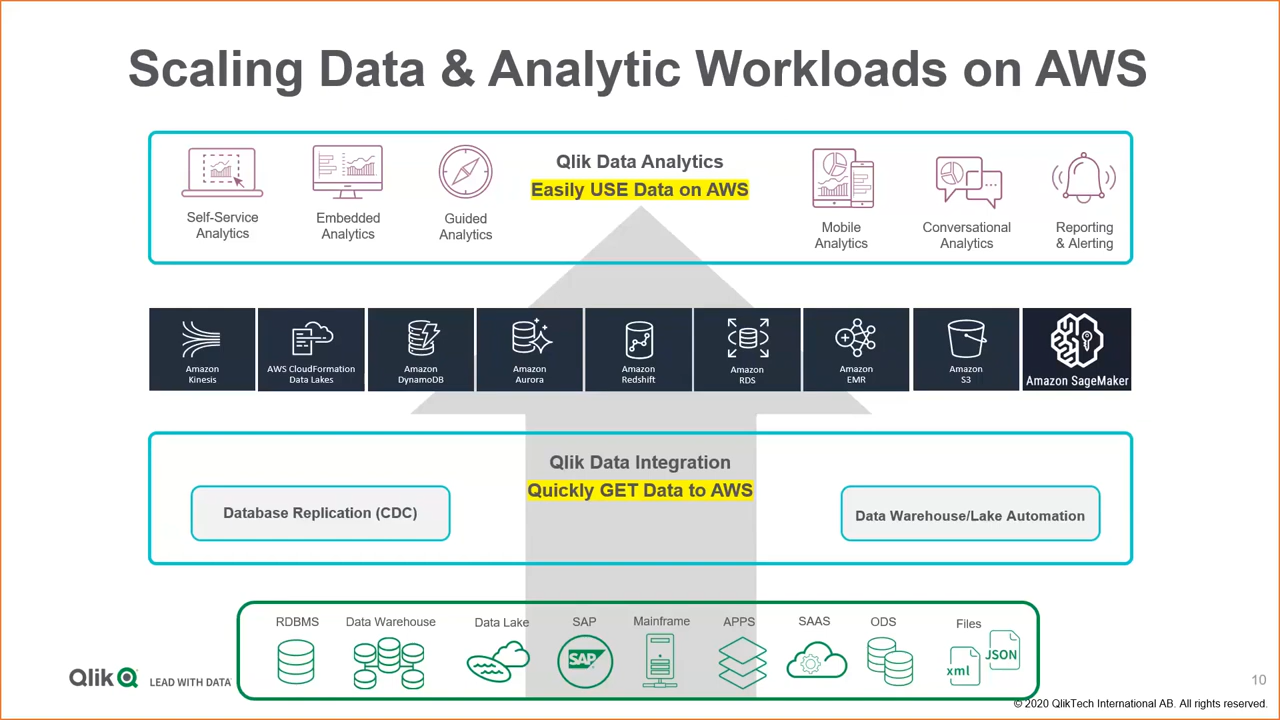 Scaling Data & Analytic Workloads on AWS
Qlik Data Analytics
Easily USE Data on AWS
Self-Service
Analytics
Embedded
Analytics
Guided
Analytics
Mobile
Analytics
Conversational
Analytics
Reporting
& Alerting
Amazon
Kinesis
AWS CloudFormation
Data Lakes
Amazon
DynamoDB
Amazon
Aurora
Amazon
Redshift
Amazon
RDS
Amazon
EMR
Amazon
S3
Amazon SageMaker
Qlik Data Integration
Quickly GET Data to AWS
Database Replication (CDC)
Data Warehouse/Lake Automation
RDBMS
Data Warehouse
Data Lake
SAP
Mainframe
APPS
SAAS
ODS
Files
SAP
xml
JSON
Qlik
LEAD WITH DATA
10
© 2020 QlikTech International AB. All rights reserved.